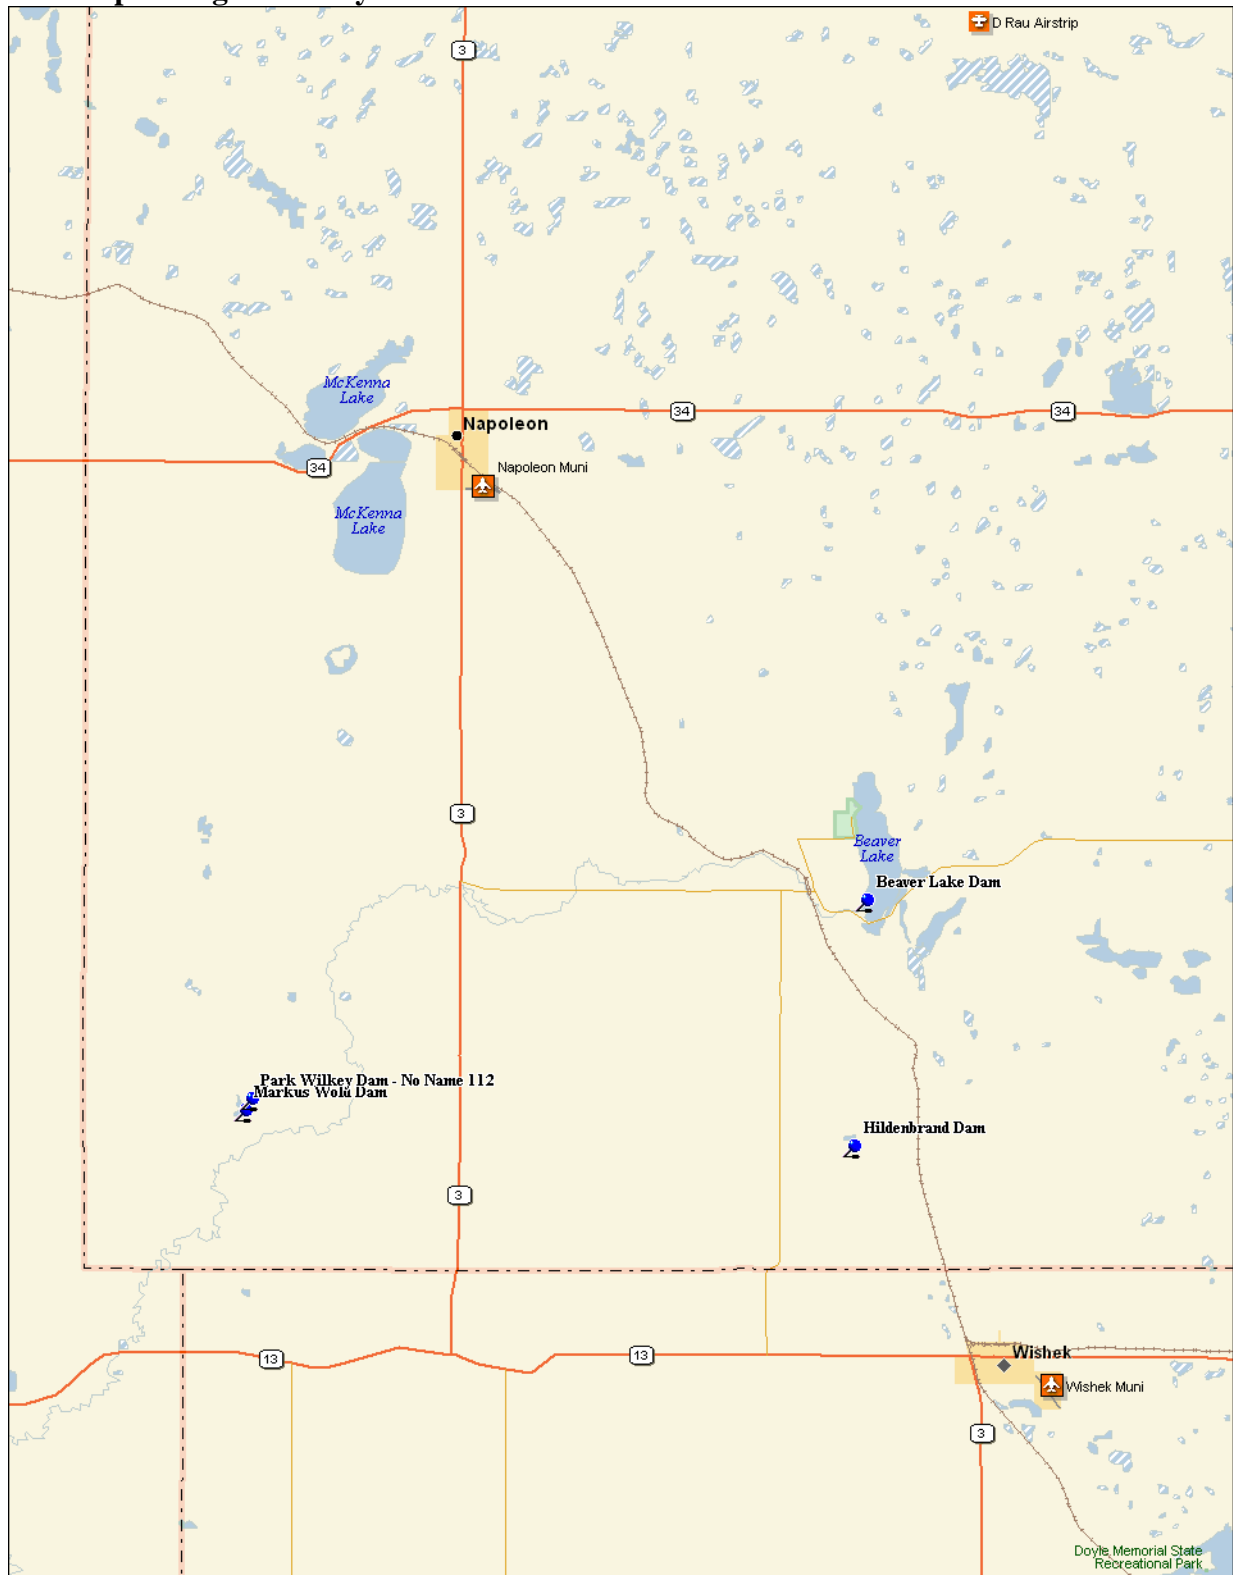 3
D Rau Airstrip
McKenna
Lake
34
34
Napoleon
34
Napoleon Muni
McKenna
Lake
3
Beaver
Lake
Beaver Lake Dam
Park Wilkey Dam - No Name 112
Markus Dam
Hildenbrand Dam
3
13
13
Wishek
Wishek Muni
3
Doyle Memorial State
Recreational Park